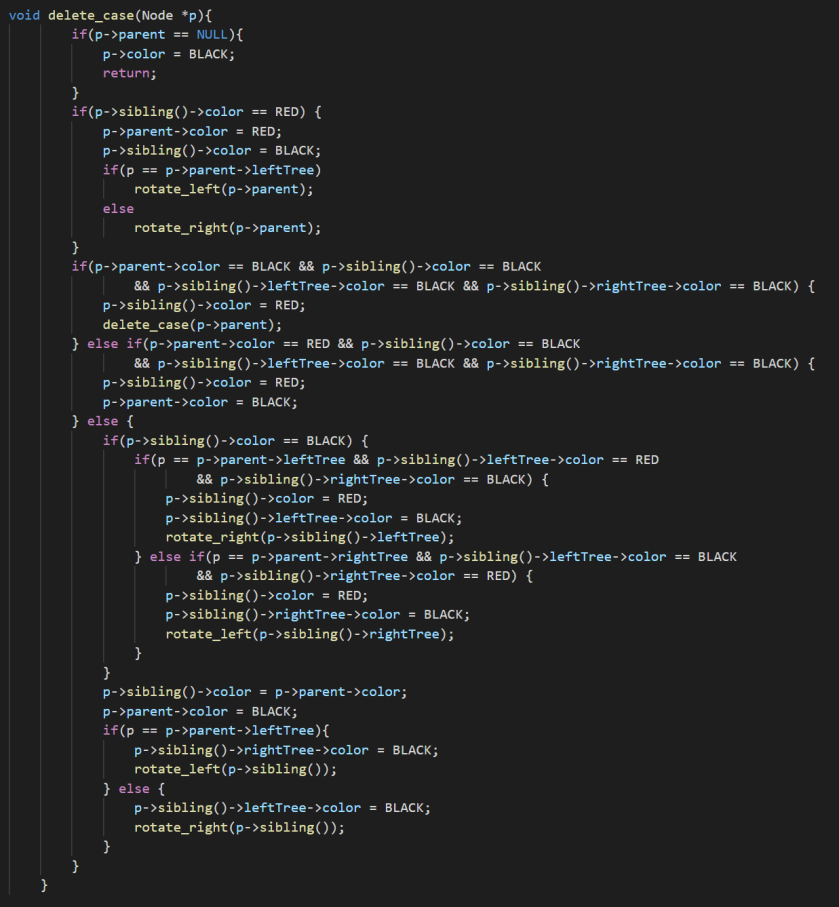 void delete_case(Node *p){
if(p->parent == NULL){
p->color = BLACK;
return;
}
if(p->sibling()->color == RED) {
p->parent->color = RED;
p->sibling()->color = BLACK;
if(p == p->parent->leftTree)
rotate_left(p->parent);
else
rotate_right(p->parent);
}
if(p->parent->color == BLACK && p->sibling()->color == BLACK
&& p->sibling()->leftTree->color == BLACK && p->sibling()->rightTree->color == BLACK) {
p->sibling()->color = RED;
delete_case(p->parent);
} else if(p->parent->color == RED && p->sibling()->color == BLACK
&& p->sibling()->leftTree->color == BLACK && p->sibling()->rightTree->color == BLACK) {
p->sibling()->color = RED;
p->parent->color = BLACK;
} else {
if(p->sibling()->color == BLACK) {
if(p == p->parent->leftTree && p->sibling()->leftTree->color == RED
&& p->sibling()->rightTree->color == BLACK) {
p->sibling()->color = RED;
p->sibling()->leftTree->color = BLACK;
rotate_right(p->sibling()->leftTree);
} else if(p == p->parent->rightTree && p->sibling()->leftTree->color == BLACK
&& p->sibling()->rightTree->color == RED) {
p->sibling()->color = RED;
p->sibling()->rightTree->color = BLACK;
rotate_left(p->sibling()->rightTree);
}
}
p->sibling()->color = p->parent->color;
p->parent->color = BLACK;
if(p == p->parent->leftTree){
p->sibling()->rightTree->color = BLACK;
rotate_left(p->sibling());
} else {
p->sibling()->leftTree->color = BLACK;
rotate_right(p->sibling());
}
}
}